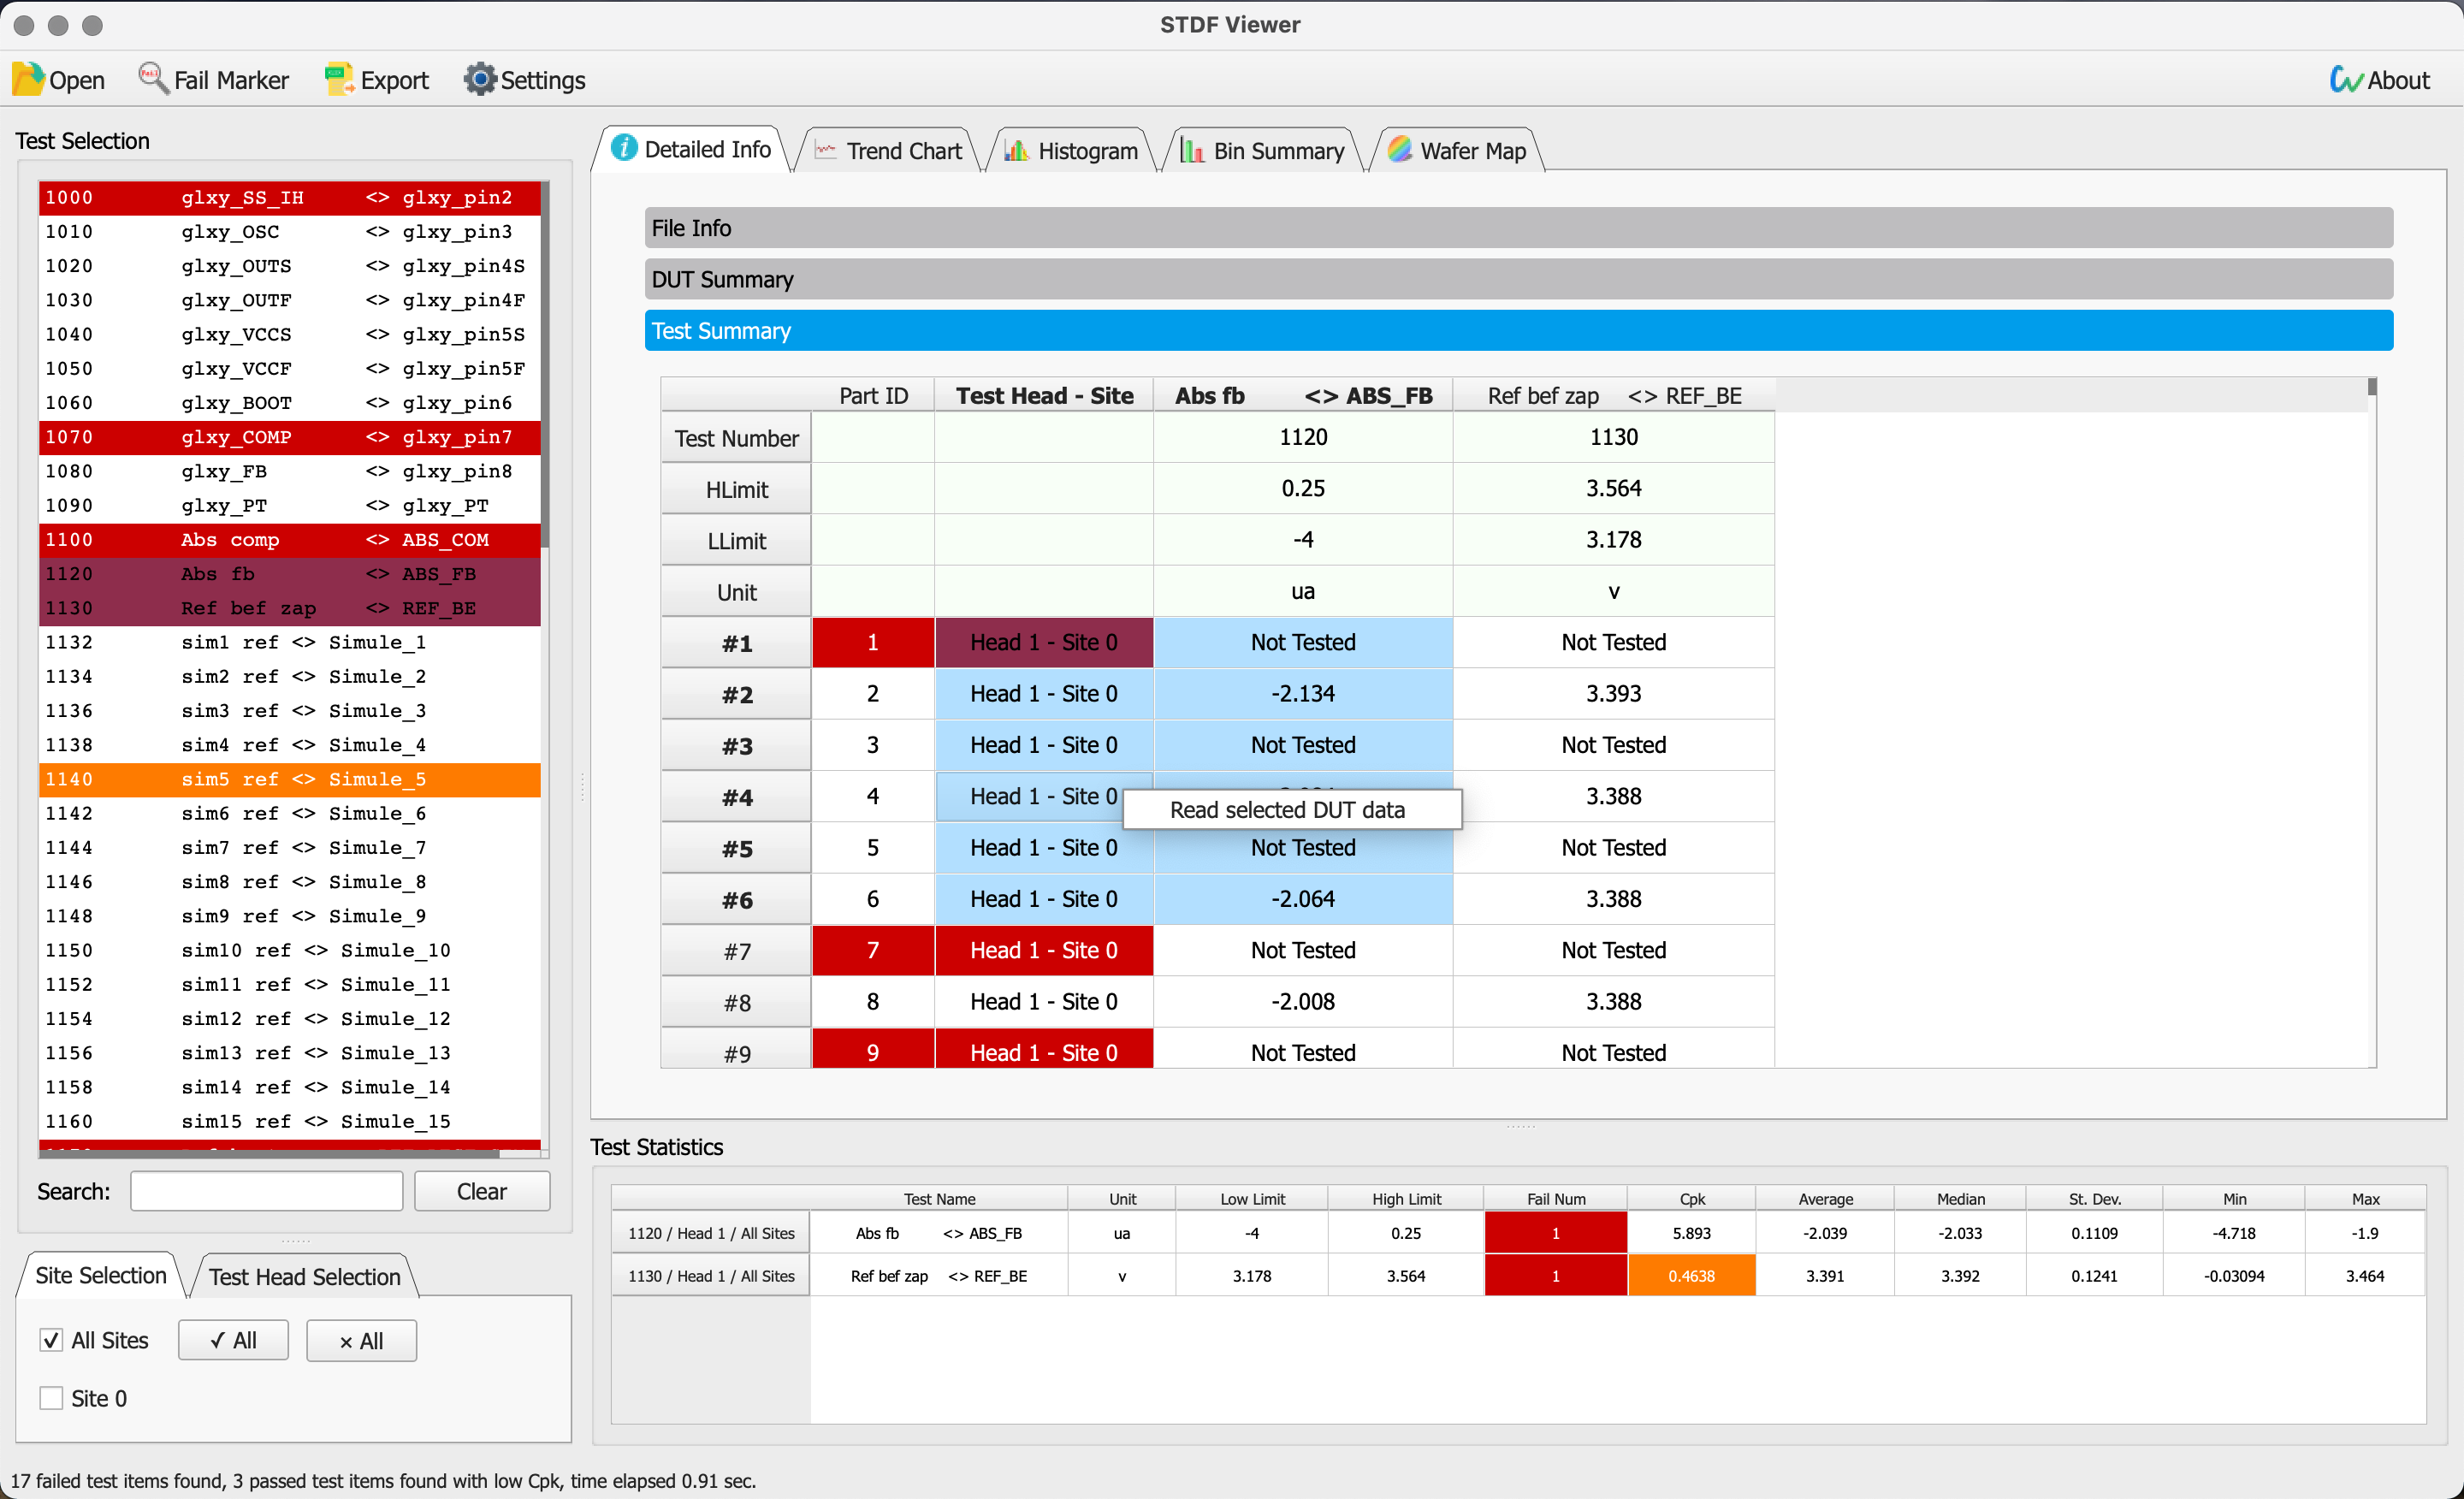 STDF Viewer
Open Fail Marker Export Settings About
Test Selection
1000 glxy_SS_IH <> glxy_pin2
1010 glxy_OSC <> glxy_pin3
1020 glxy_OUTS <> glxy_pin4S
1030 glxy_OUTF <> glxy_pin4F
1040 glxy_VCCS <> glxy_pin5S
1050 glxy_VCCF <> glxy_pin5F
1060 glxy_BOOT <> glxy_pin6
1070 glxy_COMP <> glxy_pin7
1080 glxy_FB <> glxy_pin8
1090 glxy_PT <> glxy_PT
1100 Abs comp <> ABS_COM
1120 Abs fb <> ABS_FB
1130 Ref bef zap <> REF_BE
1132 sim1 ref <> Simule_1
1134 sim2 ref <> Simule_2
1136 sim3 ref <> Simule_3
1138 sim4 ref <> Simule_4
1140 sim5 ref <> Simule_5
1142 sim6 ref <> Simule_6
1144 sim7 ref <> Simule_7
1146 sim8 ref <> Simule_8
1148 sim9 ref <> Simule_9
1150 sim10 ref <> Simule_10
1152 sim11 ref <> Simule_11
1154 sim12 ref <> Simule_12
1156 sim13 ref <> Simule_13
1158 sim14 ref <> Simule_14
1160 sim15 ref <> Simule_15
Search: Clear
Site Selection Test Head Selection
All Sites ✓ All × All
Site 0
Detailed Info Trend Chart Histogram Bin Summary Wafer Map
File Info
DUT Summary
Test Summary
Part ID Test Head - Site Abs fb <> ABS_FB Ref bef zap <> REF_BE
Test Number 1120 1130
HLimit 0.25 3.564
LLimit -4 3.178
Unit ua v
#1 1 Head 1 - Site 0 Not Tested Not Tested
#2 2 Head 1 - Site 0 -2.134 3.393
#3 3 Head 1 - Site 0 Not Tested Not Tested
#4 4 Head 1 - Site 0 3.388
Read selected DUT data
#5 5 Head 1 - Site 0 Not Tested Not Tested
#6 6 Head 1 - Site 0 -2.064 3.388
#7 7 Head 1 - Site 0 Not Tested Not Tested
#8 8 Head 1 - Site 0 -2.008 3.388
#9 9 Head 1 - Site 0 Not Tested Not Tested
Test Statistics
Test Name Unit Low Limit High Limit Fail Num Cpk Average Median St. Dev. Min Max
1120 / Head 1 / All Sites Abs fb <> ABS_FB ua -4 0.25 1 5.893 -2.039 -2.033 0.1109 -4.718 -1.9
1130 / Head 1 / All Sites Ref bef zap <> REF_BE v 3.178 3.564 1 0.4638 3.391 3.392 0.1241 -0.03094 3.464
17 failed test items found, 3 passed test items found with low Cpk, time elapsed 0.91 sec.